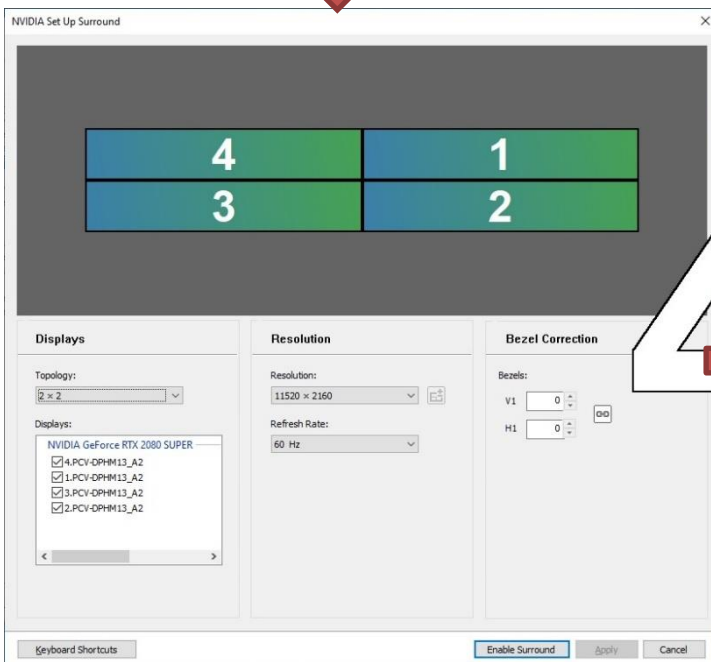 NVIDIA Set Up Surround
4 1
3 2
4
Displays
Topology:
2 × 2
Displays:
NVIDIA GeForce RTX 2080 SUPER
4.PCV-DPHM13_A2
1.PCV-DPHM13_A2
3.PCV-DPHM13_A2
2.PCV-DPHM13_A2
Resolution
Resolution:
11520 × 2160
Refresh Rate:
60 Hz
Bezel Correction
Bezels:
V1 0
H1 0
Keyboard Shortcuts
Enable Surround Apply Cancel